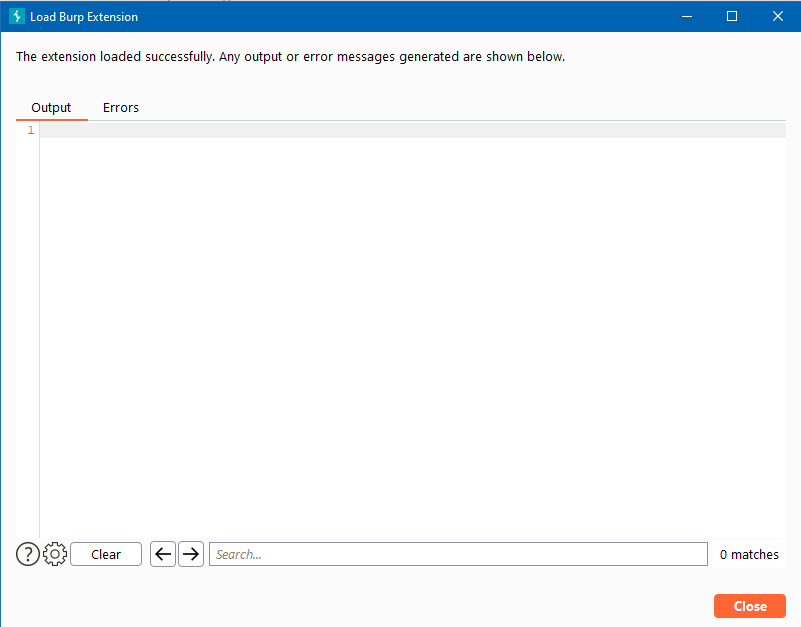 Load Burp Extension
The extension loaded successfully. Any output or error messages generated are shown below.
Output Errors
1
? Clear Search... 0 matches
Close